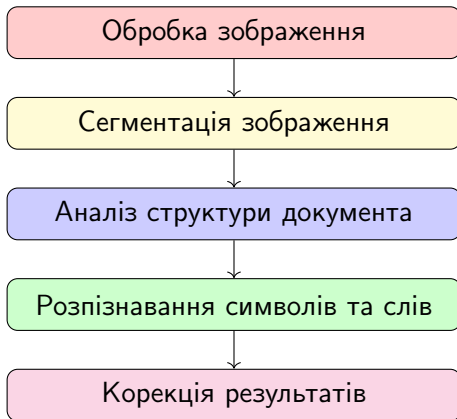 Обробка зображення
Сегментація зображення
Аналіз структури документа
Розпізнавання символів та слів
Корекція результатів